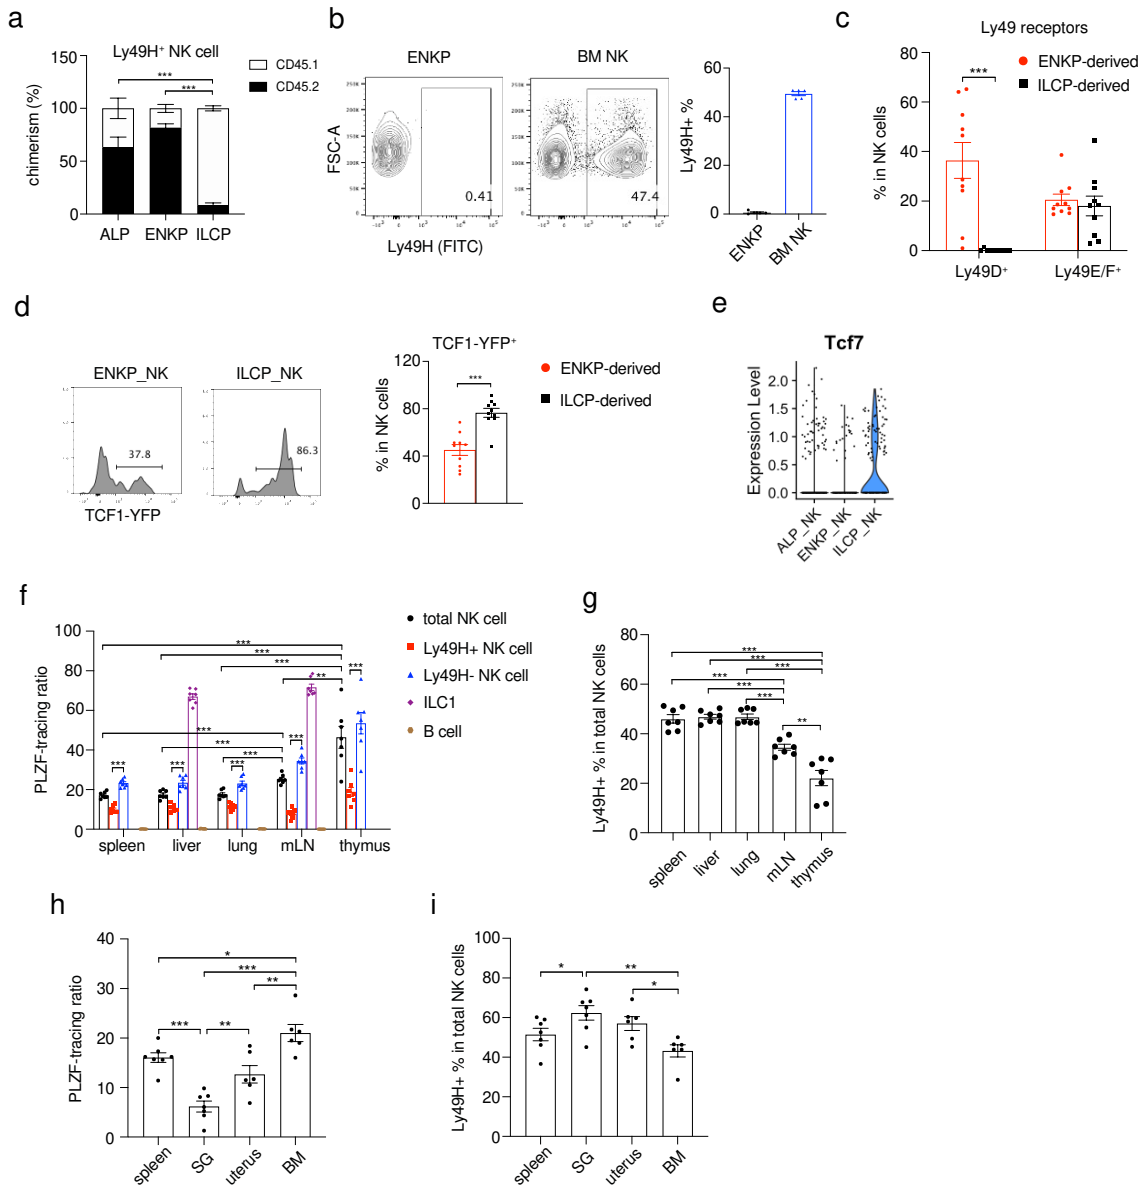 a
Ly49H+ NK cell
CD45.1
CD45.2
***
***
chimerism (%)
150
100
50
0
ALP ENKP ILCP
b
ENKP
BM NK
FSC-A
250K
200K
150K
100K
50K
0
0.41
47.4
Ly49H (FITC)
Ly49H+ %
60
40
20
0
ENKP
BM NK
c
Ly49 receptors
ENKP-derived
ILCP-derived
***
% in NK cells
80
60
40
20
0
Ly49D+ Ly49E/F+
d
ENKP_NK
ILCP_NK
37.8
86.3
TCF1-YFP
TCF1-YFP+
ENKP-derived
ILCP-derived
***
% in NK cells
120
80
40
0
e
Tcf7
Expression Level
2.0
1.5
1.0
0.5
0.0
ALP_NK
ENKP_NK
ILCP_NK
f
total NK cell
Ly49H+ NK cell
Ly49H- NK cell
ILC1
B cell
PLZF-tracing ratio
100
80
60
40
20
0
***
***
***
**
***
***
***
***
***
***
***
***
spleen liver lung mLN thymus
g
Ly49H+ % in total NK cells
80
60
40
20
0
***
***
***
***
***
***
**
spleen
liver
lung
mLN
thymus
h
PLZF-tracing ratio
40
30
20
10
0
*
***
**
***
**
spleen
SG
uterus
BM
i
Ly49H+ % in total NK cells
100
80
60
40
20
0
*
**
*
spleen
SG
uterus
BM